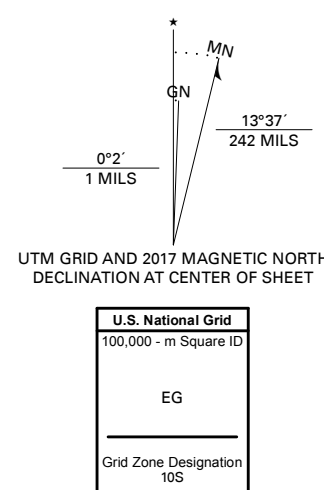 ★
MN
GN
13°37´
242 MILS
0°2´
1 MILS
UTM GRID AND 2017 MAGNETIC NORTH
DECLINATION AT CENTER OF SHEET
U.S. National Grid
100,000 - m Square ID
EG
Grid Zone Designation
10S